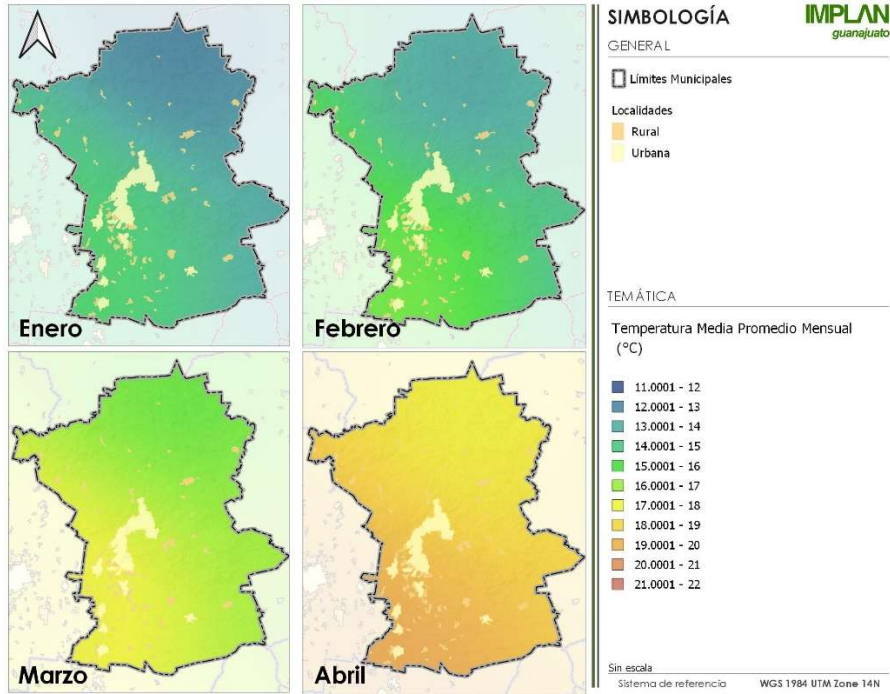 Enero
Febrero
Marzo
Abril
SIMBOLOGÍA
IMPLAN
guanajuato
GENERAL
Límites Municipales
Localidades
Rural
Urbana
TEMÁTICA
Temperatura Media Promedio Mensual
(°C)
11.0001 - 12
12.0001 - 13
13.0001 - 14
14.0001 - 15
15.0001 - 16
16.0001 - 17
17.0001 - 18
18.0001 - 19
19.0001 - 20
20.0001 - 21
21.0001 - 22
Sin escala
Sistema de referencia WGS 1984 UTM Zone 14N